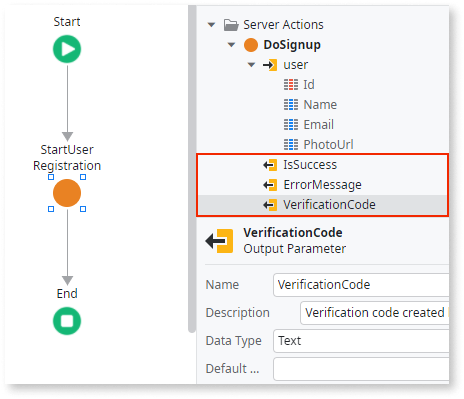 Start
StartUser
Registration
End
Server Actions
DoSignup
user
Id
Name
Email
PhotoUrl
IsSuccess
ErrorMessage
VerificationCode
VerificationCode
Output Parameter
Name VerificationCode
Description Verification code created
Data Type Text
Default ...